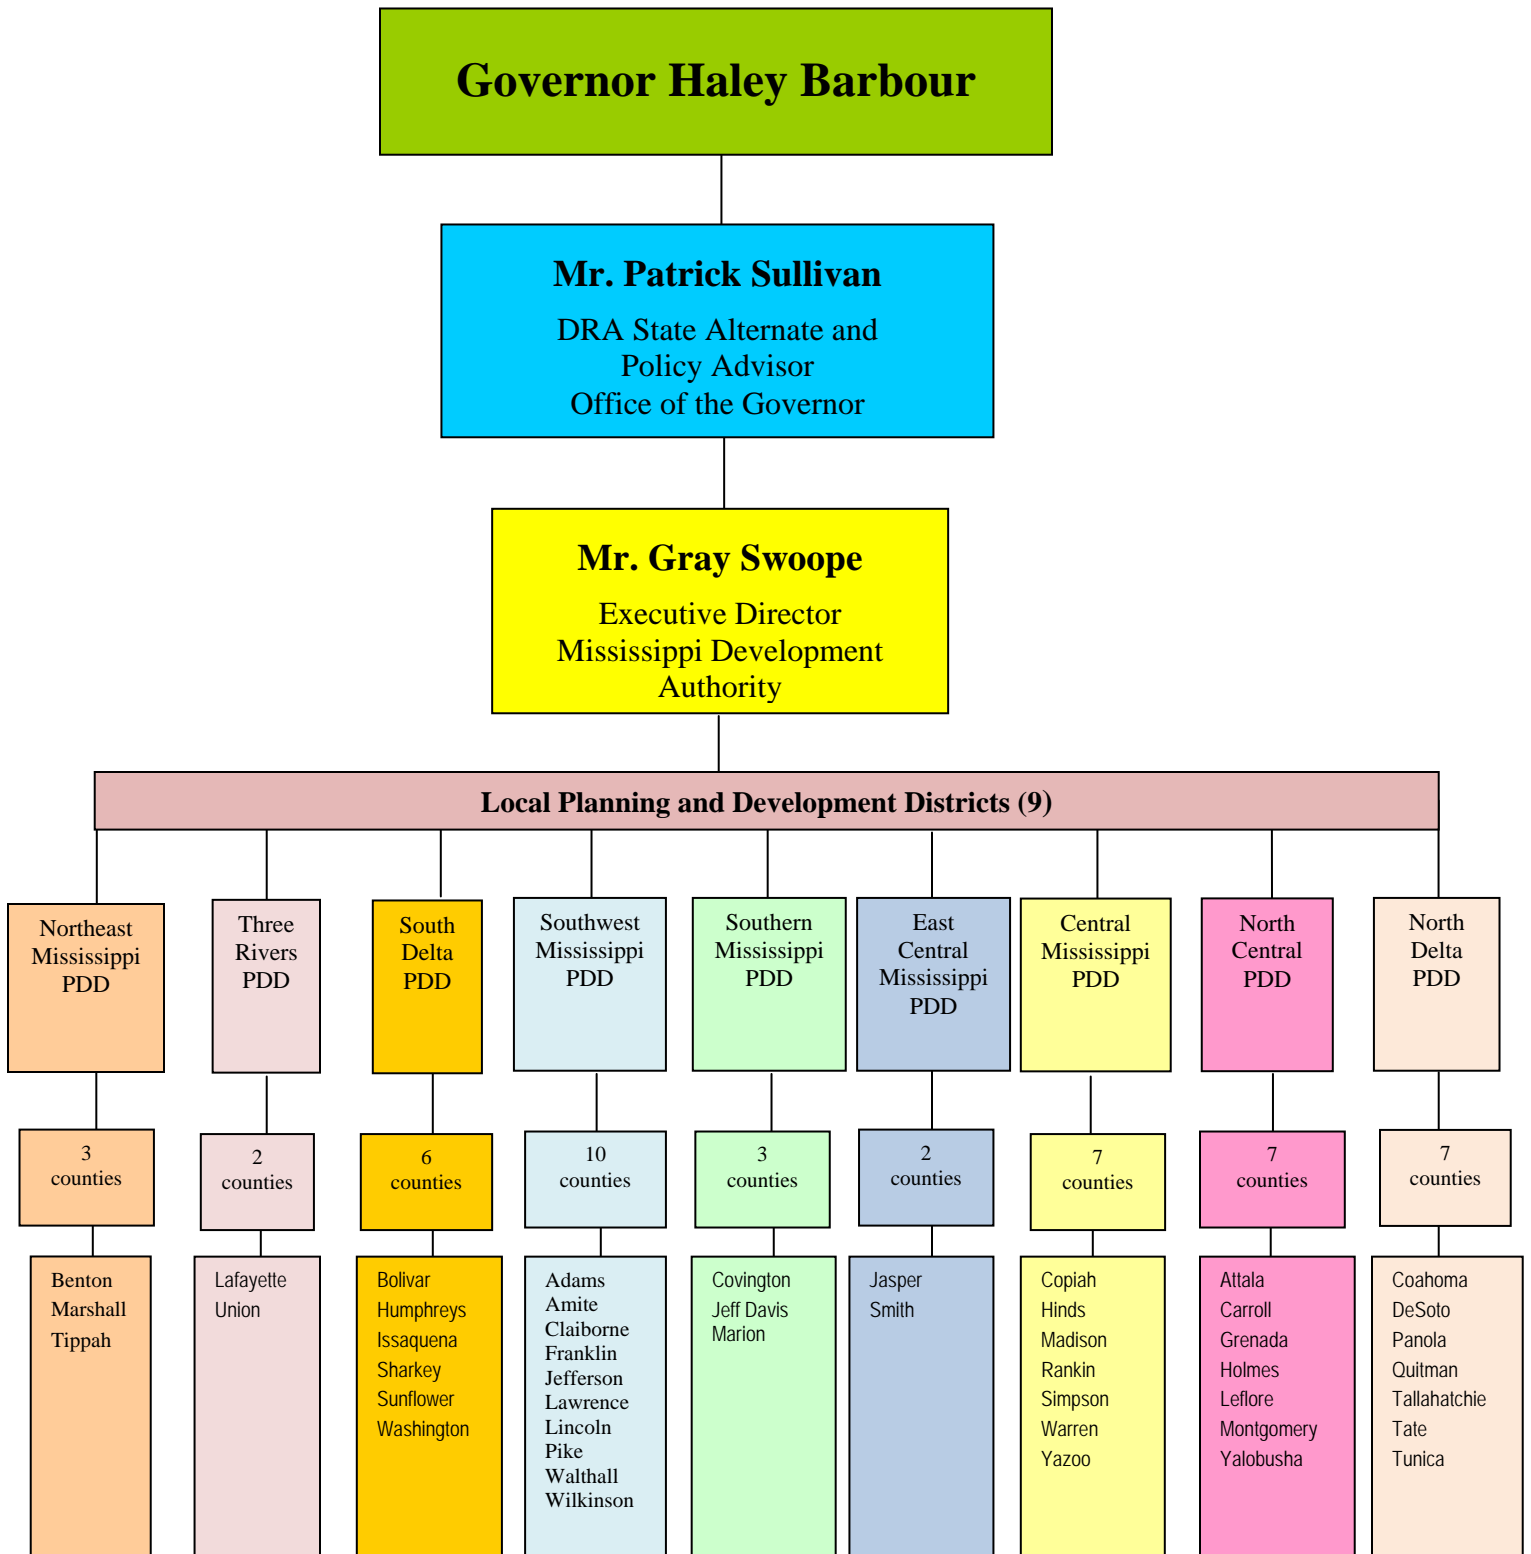 Governor Haley Barbour
Mr. Patrick Sullivan
DRA State Alternate and
Policy Advisor
Office of the Governor
Mr. Gray Swoope
Executive Director
Mississippi Development
Authority
Local Planning and Development Districts (9)
Northeast
Mississippi
PDD
Three
Rivers
PDD
South
Delta
PDD
Southwest
Mississippi
PDD
Southern
Mississippi
PDD
East
Central
Mississippi
PDD
Central
Mississippi
PDD
North
Central
PDD
North
Delta
PDD
3
counties
2
counties
6
counties
10
counties
3
counties
2
counties
7
counties
7
counties
7
counties
Benton
Marshall
Tippah
Lafayette
Union
Bolivar
Humphreys
Issaquena
Sharkey
Sunflower
Washington
Adams
Amite
Claiborne
Franklin
Jefferson
Lawrence
Lincoln
Pike
Walthall
Wilkinson
Covington
Jeff Davis
Marion
Jasper
Smith
Copiah
Hinds
Madison
Rankin
Simpson
Warren
Yazoo
Attala
Carroll
Grenada
Holmes
Leflore
Montgomery
Yalobusha
Coahoma
DeSoto
Panola
Quitman
Tallahatchie
Tate
Tunica